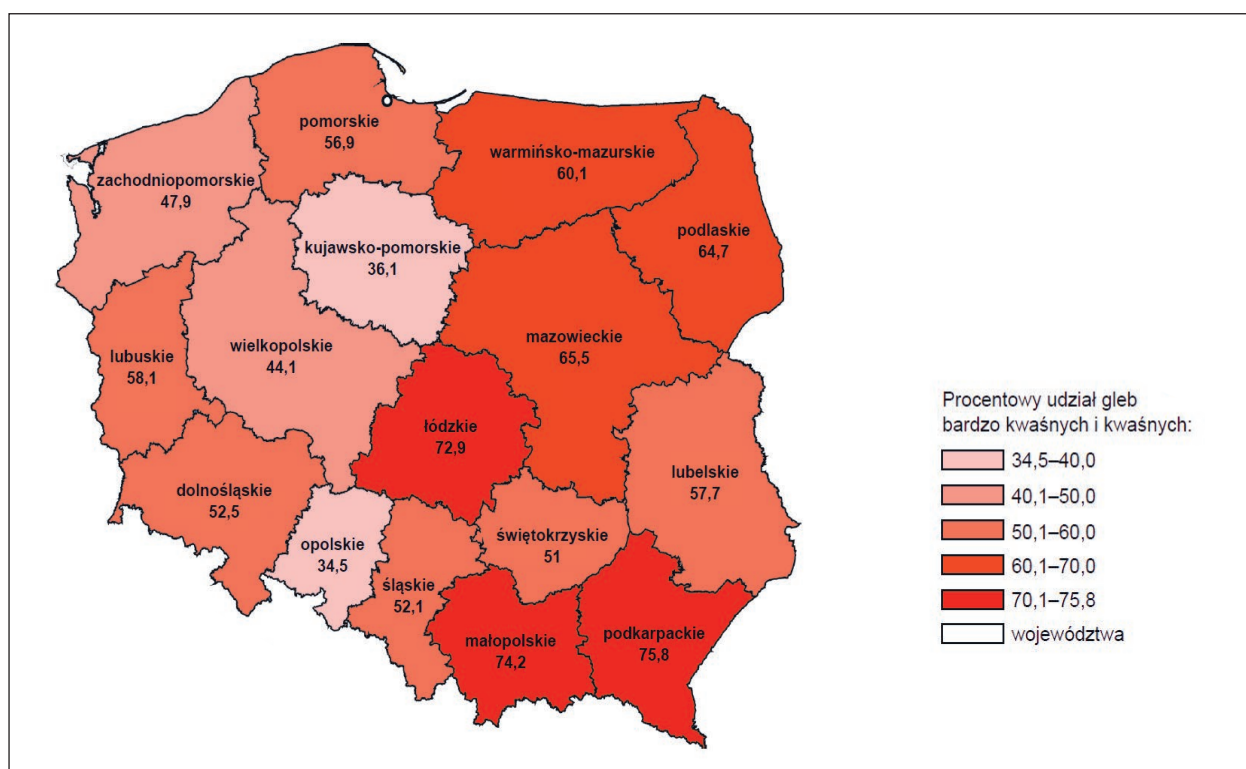 pomorskie
56,9
warmińsko-mazurskie
60,1
zachodniopomorskie
47,9
podlaskie
64,7
kujawsko-pomorskie
36,1
mazowieckie
65,5
wielkopolskie
44,1
lubuskie
58,1
łódzkie
72,9
lubelskie
57,7
dolnośląskie
52,5
świętokrzyskie
51
opolskie
34,5
śląskie
52,1
małopolskie
74,2
podkarpackie
75,8
Procentowy udział gleb
bardzo kwaśnych i kwaśnych:
34,5–40,0
40,1–50,0
50,1–60,0
60,1–70,0
70,1–75,8
województwa